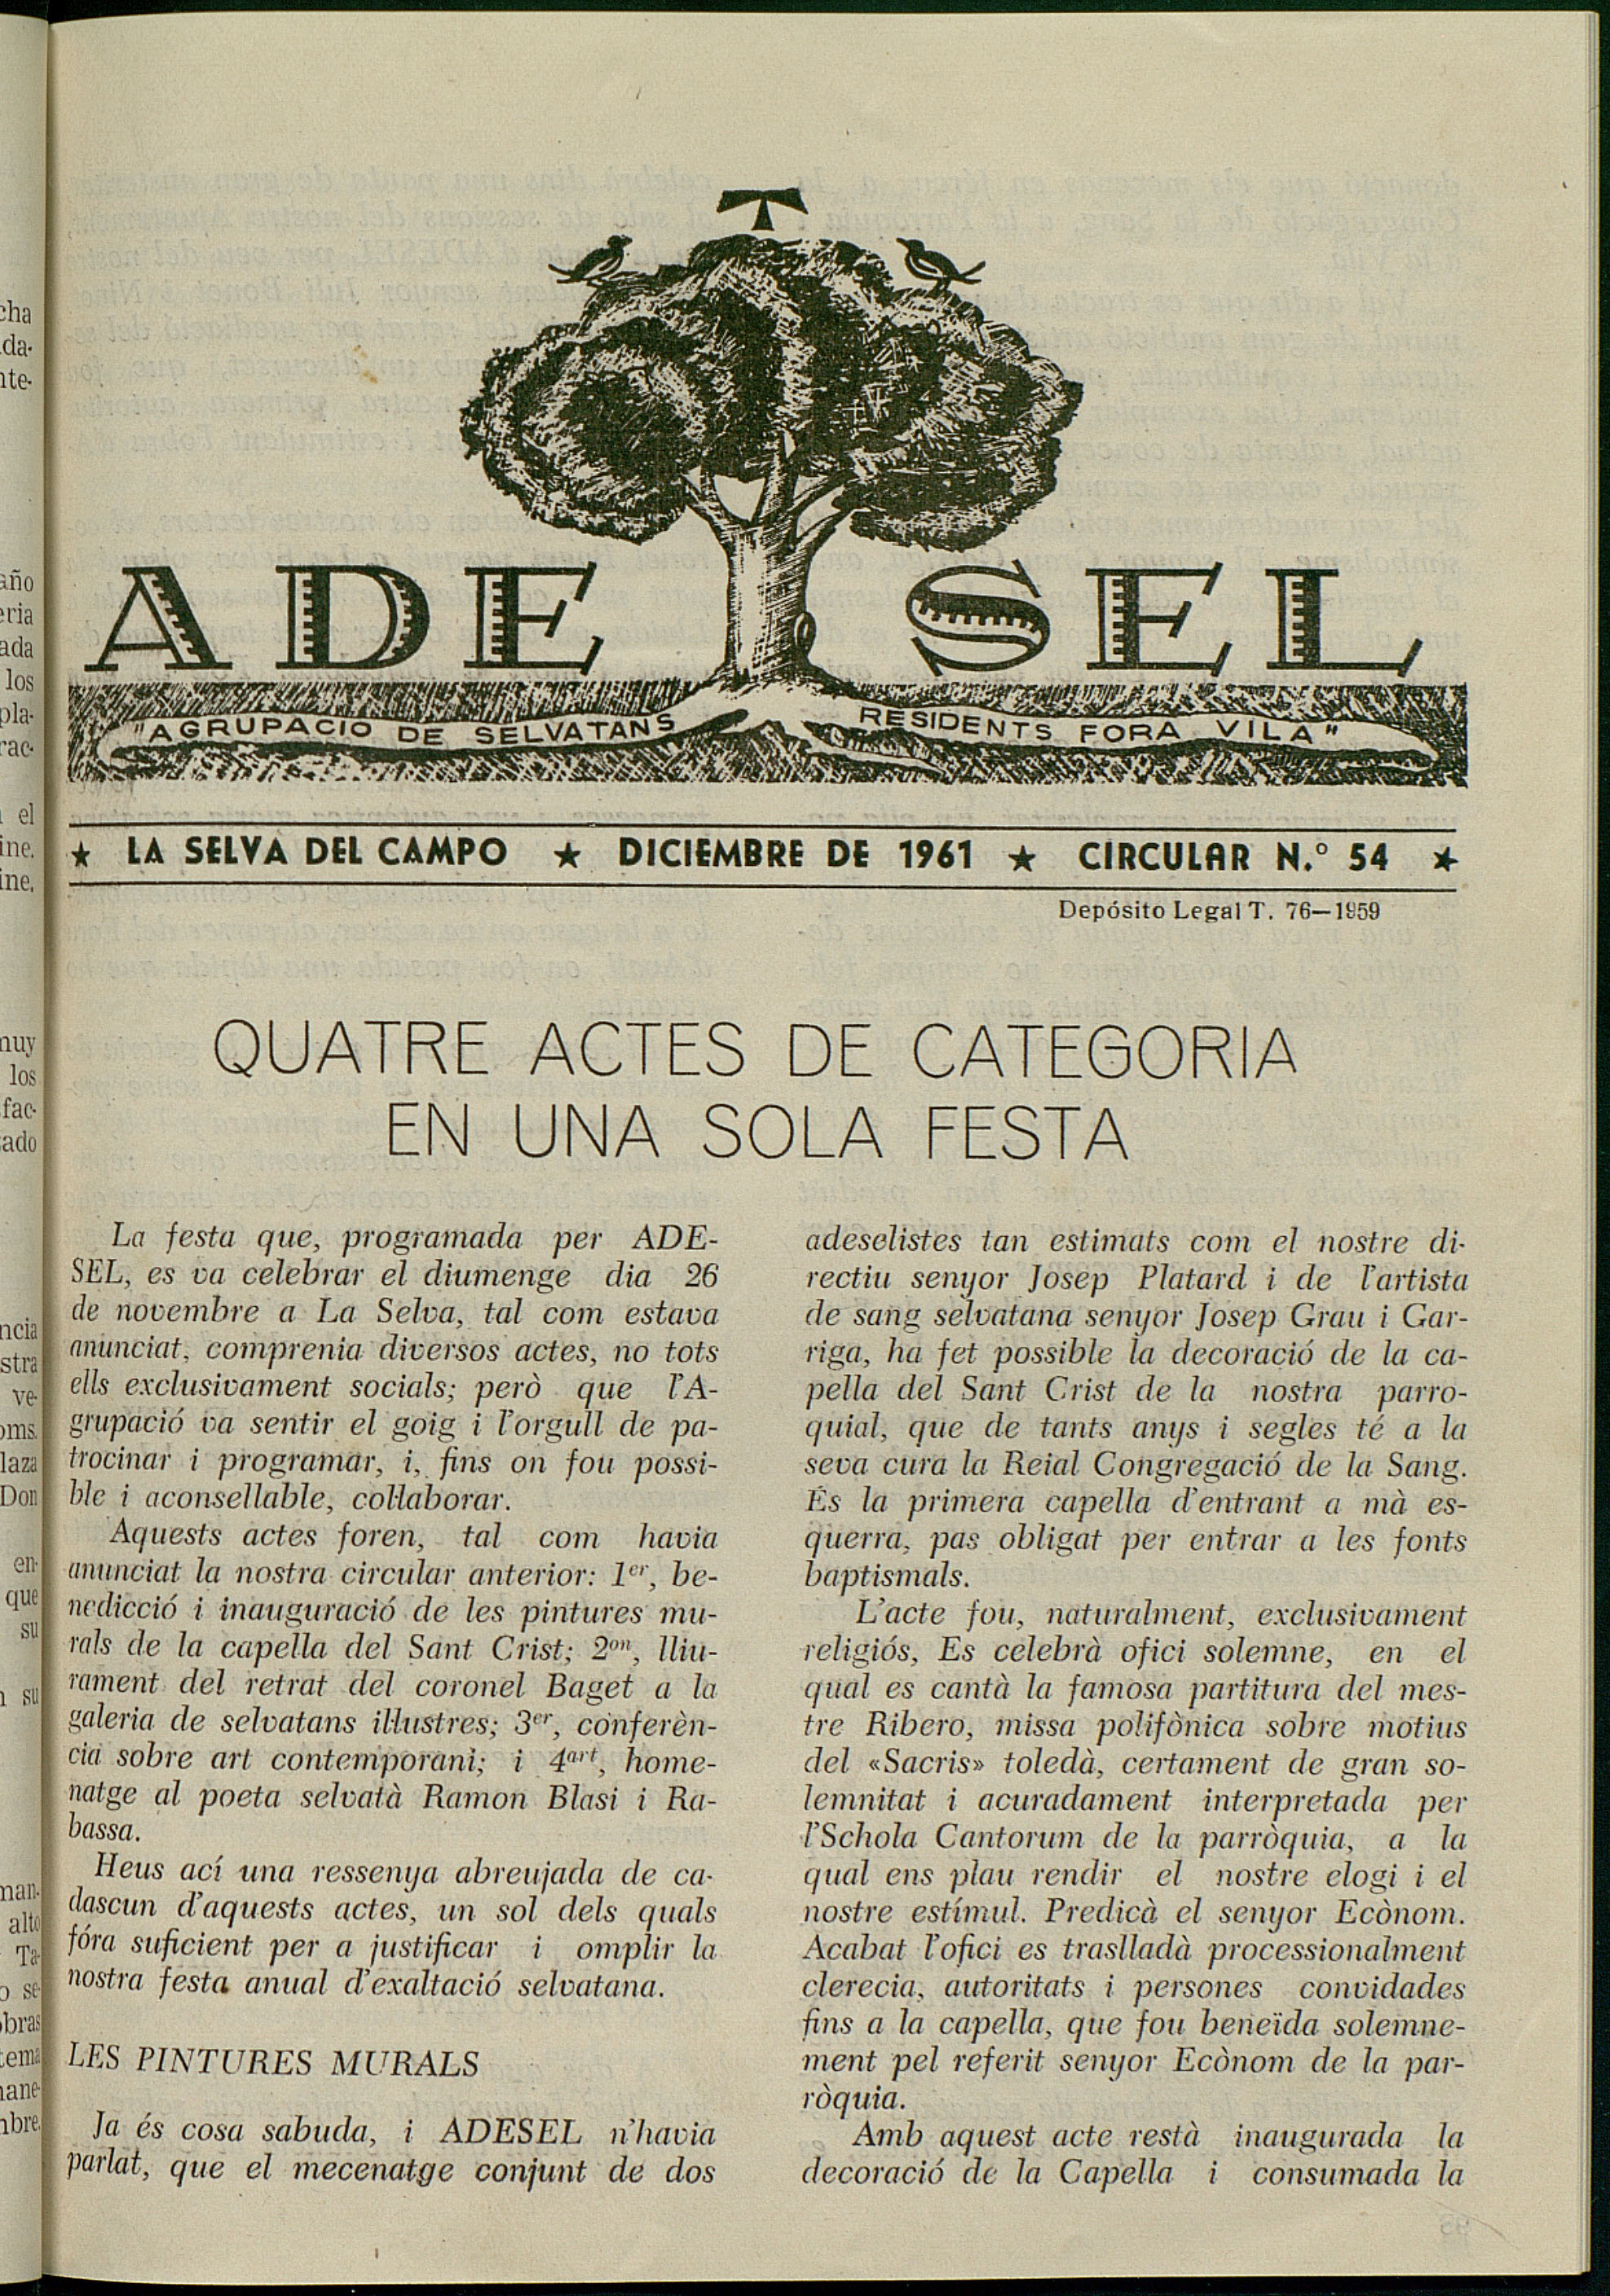 ADE SEL
"AGRUPACIO DE SELVATANS RESIDENTS FORA VILA"
★ LA SELVA DEL CAMPO ★ DICIEMBRE DE 1961 ★ CIRCULAR N.º 54 ★
Depósito Legal T. 76—1959
QUATRE ACTES DE CATEGORIA
EN UNA SOLA FESTA
La festa que, programada per ADE-
SEL, es va celebrar el diumenge dia 26
de novembre a La Selva, tal com estava
anunciat, comprenia diversos actes, no tots
ells exclusivament socials; però que l'A-
grupació va sentir el goig i l'orgull de pa-
trocinar i programar, i, fins on fou possi-
ble i aconsellable, col·laborar.
Aquests actes foren, tal com havia
anunciat la nostra circular anterior: 1er, be-
nedicció i inauguració de les pintures mu-
rals de la capella del Sant Crist; 2on, lliu-
rament del retrat del coronel Baget a la
galeria de selvatans il·lustres; 3er, conferèn-
cia sobre art contemporani; i 4art, home-
natge al poeta selvatà Ramon Blasi i Ra-
bassa.
Heus ací una ressenya abreujada de ca-
dascun d'aquests actes, un sol dels quals
fóra suficient per a justificar i omplir la
nostra festa anual d'exaltació selvatana.
LES PINTURES MURALS
Ja és cosa sabuda, i ADESEL n'havia
parlat, que el mecenatge conjunt de dos
adeselistes tan estimats com el nostre di-
rectiu senyor Josep Platard i de l'artista
de sang selvatana senyor Josep Grau i Gar-
riga, ha fet possible la decoració de la ca-
pella del Sant Crist de la nostra parro-
quial, que de tants anys i segles té a la
seva cura la Reial Congregació de la Sang.
És la primera capella d'entrant a mà es-
querra, pas obligat per entrar a les fonts
baptismals.
L'acte fou, naturalment, exclusivament
religiós, Es celebrà ofici solemne, en el
qual es cantà la famosa partitura del mes-
tre Ribero, missa polifònica sobre motius
del «Sacris» toledà, certament de gran so-
lemnitat i acuradament interpretada per
l'Schola Cantorum de la parròquia, a la
qual ens plau rendir el nostre elogi i el
nostre estímul. Predicà el senyor Ecònom.
Acabat l'ofici es traslladà processionalment
clerecia, autoritats i persones convidades
fins a la capella, que fou beneïda solemne-
ment pel referit senyor Ecònom de la par-
ròquia.
Amb aquest acte restà inaugurada la
decoració de la Capella i consumada la